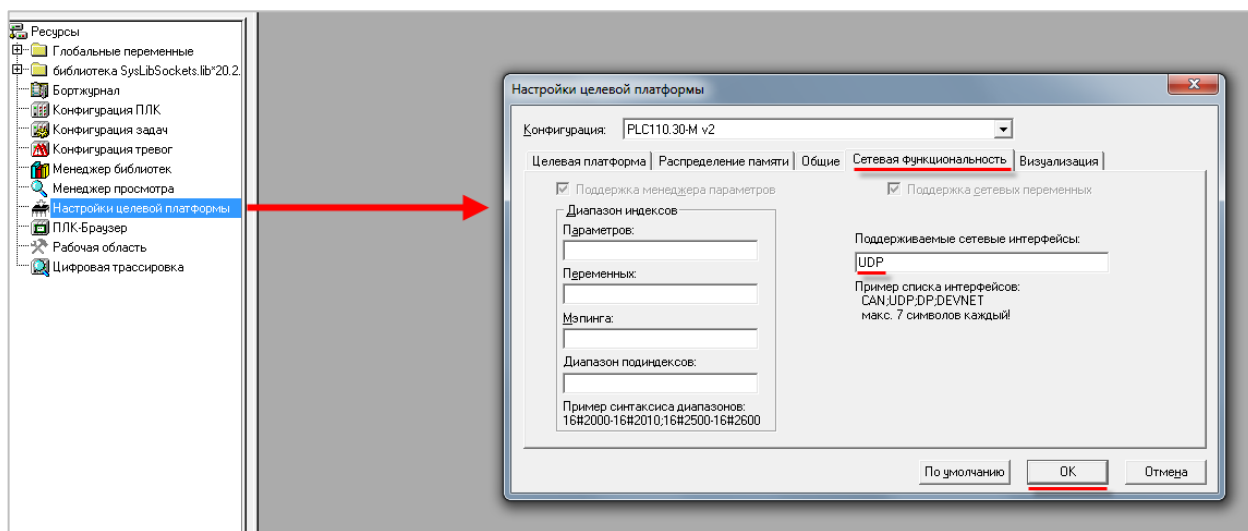 Ресурсы
Глобальные переменные
библиотека SysLibSockets.lib*20.2.
Бортжурнал
Конфигурация ПЛК
Конфигурация задач
Конфигурация тревог
Менеджер библиотек
Менеджер просмотра
Настройки целевой платформы
ПЛК-Браузер
Рабочая область
Цифровая трассировка
Настройки целевой платформы
Конфигурация: PLC110.30-M v2
Целевая платформа Распределение памяти Общие Сетевая функциональность Визуализация
Поддержка менеджера параметров
Поддержка сетевых переменных
Диапазон индексов
Параметров:
Переменных:
Мэпинга:
Диапазон подиндексов:
Пример синтаксиса диапазонов:
16#2000-16#2010;16#2500-16#2600
Поддерживаемые сетевые интерфейсы:
UDP
Пример списка интерфейсов:
CAN;UDP;DP;DEVNET
макс. 7 символов каждый!
По умолчанию OK Отмена